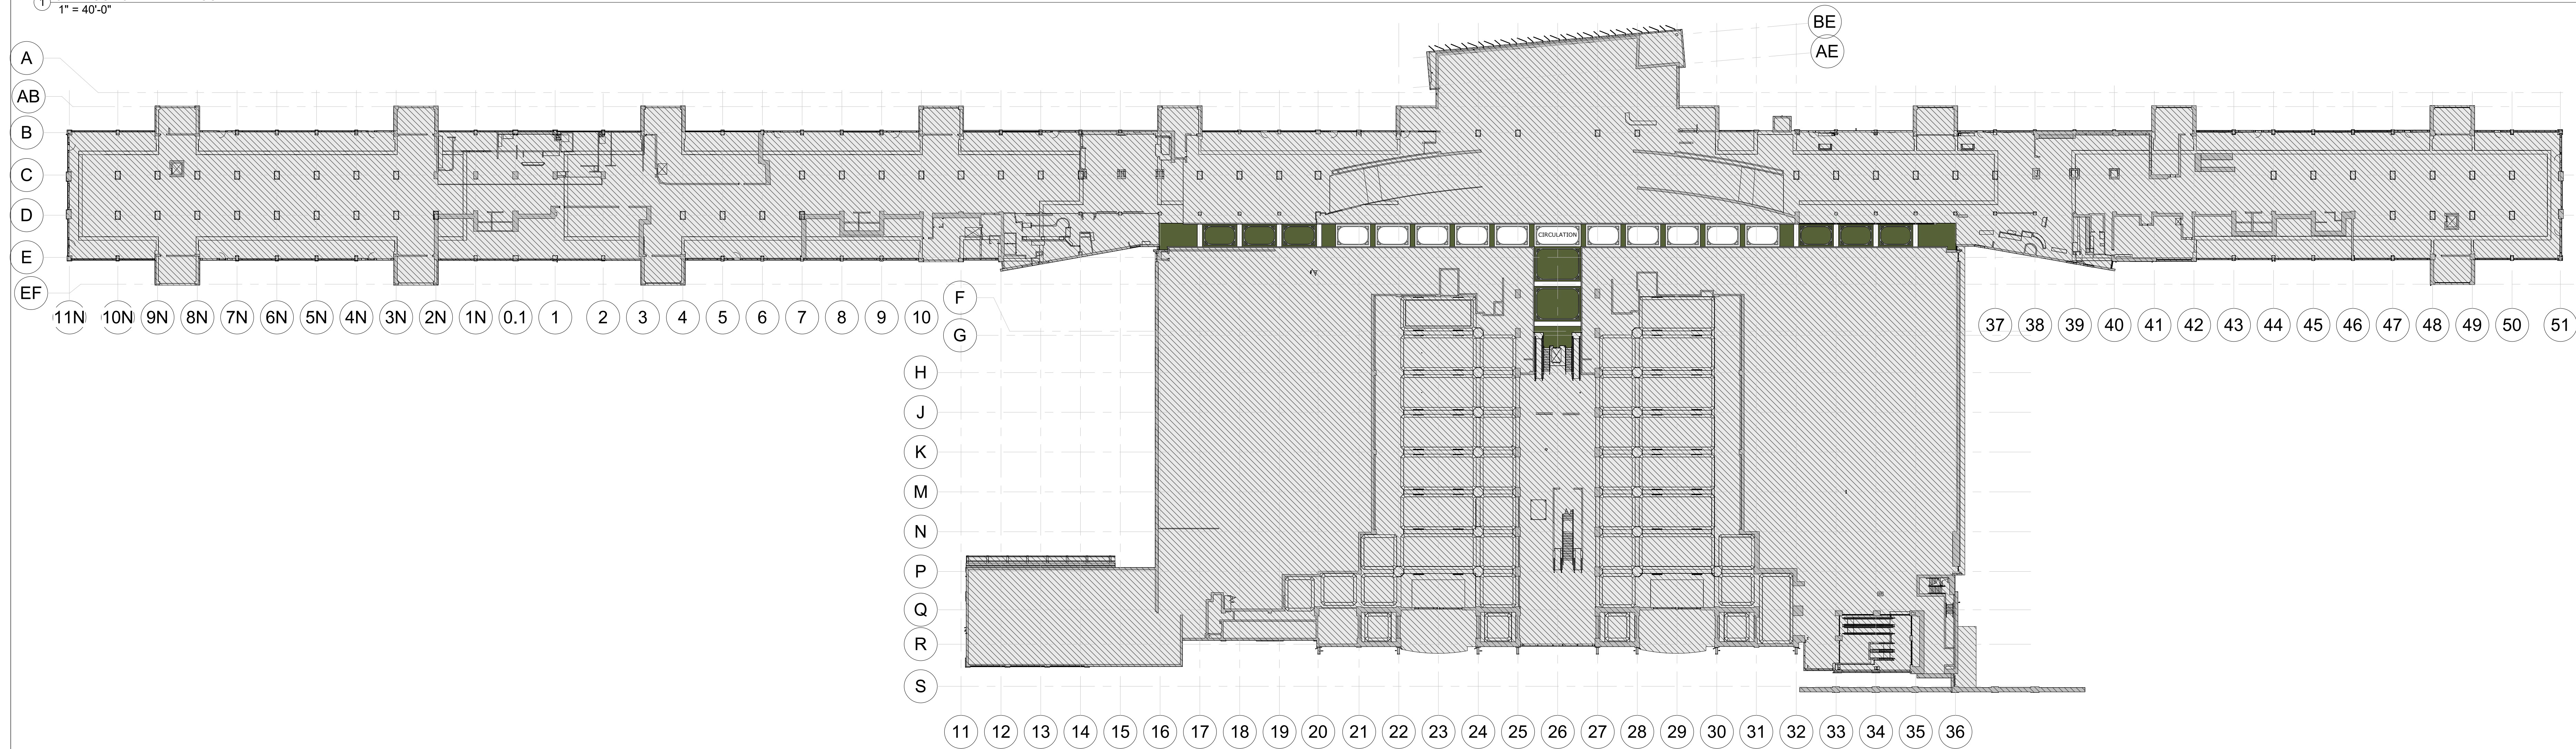 1
1" = 40'-0"
BE
AE
A
AB
B
C
D
E
EF
CIRCULATION
11N 10N 9N 8N 7N 6N 5N 4N 3N 2N 1N 0.1 1 2 3 4 5 6 7 8 9 10
37 38 39 40 41 42 43 44 45 46 47 48 49 50 51
F
G
H
J
K
M
N
P
Q
R
S
11 12 13 14 15 16 17 18 19 20 21 22 23 24 25 26 27 28 29 30 31 32 33 34 35 36